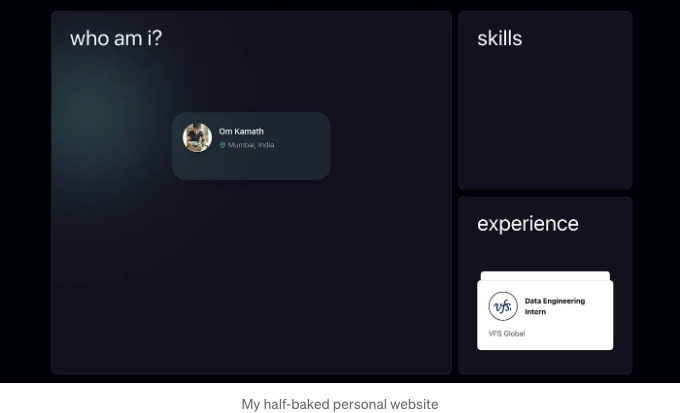 who am i?
Om Kamath
Mumbai, India
skills
experience
vfs.
Data Engineering
Intern
VFS Global
My half-baked personal website